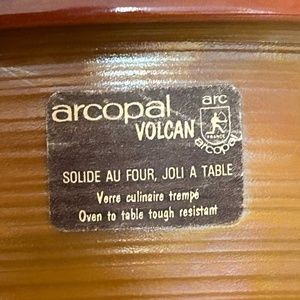 arcopal
VOLCAN
arc
FRANCE
arcopal
SOLIDE AU FOUR, JOLI A TABLE
Verre culinaire trempé
Oven to table tough resistant